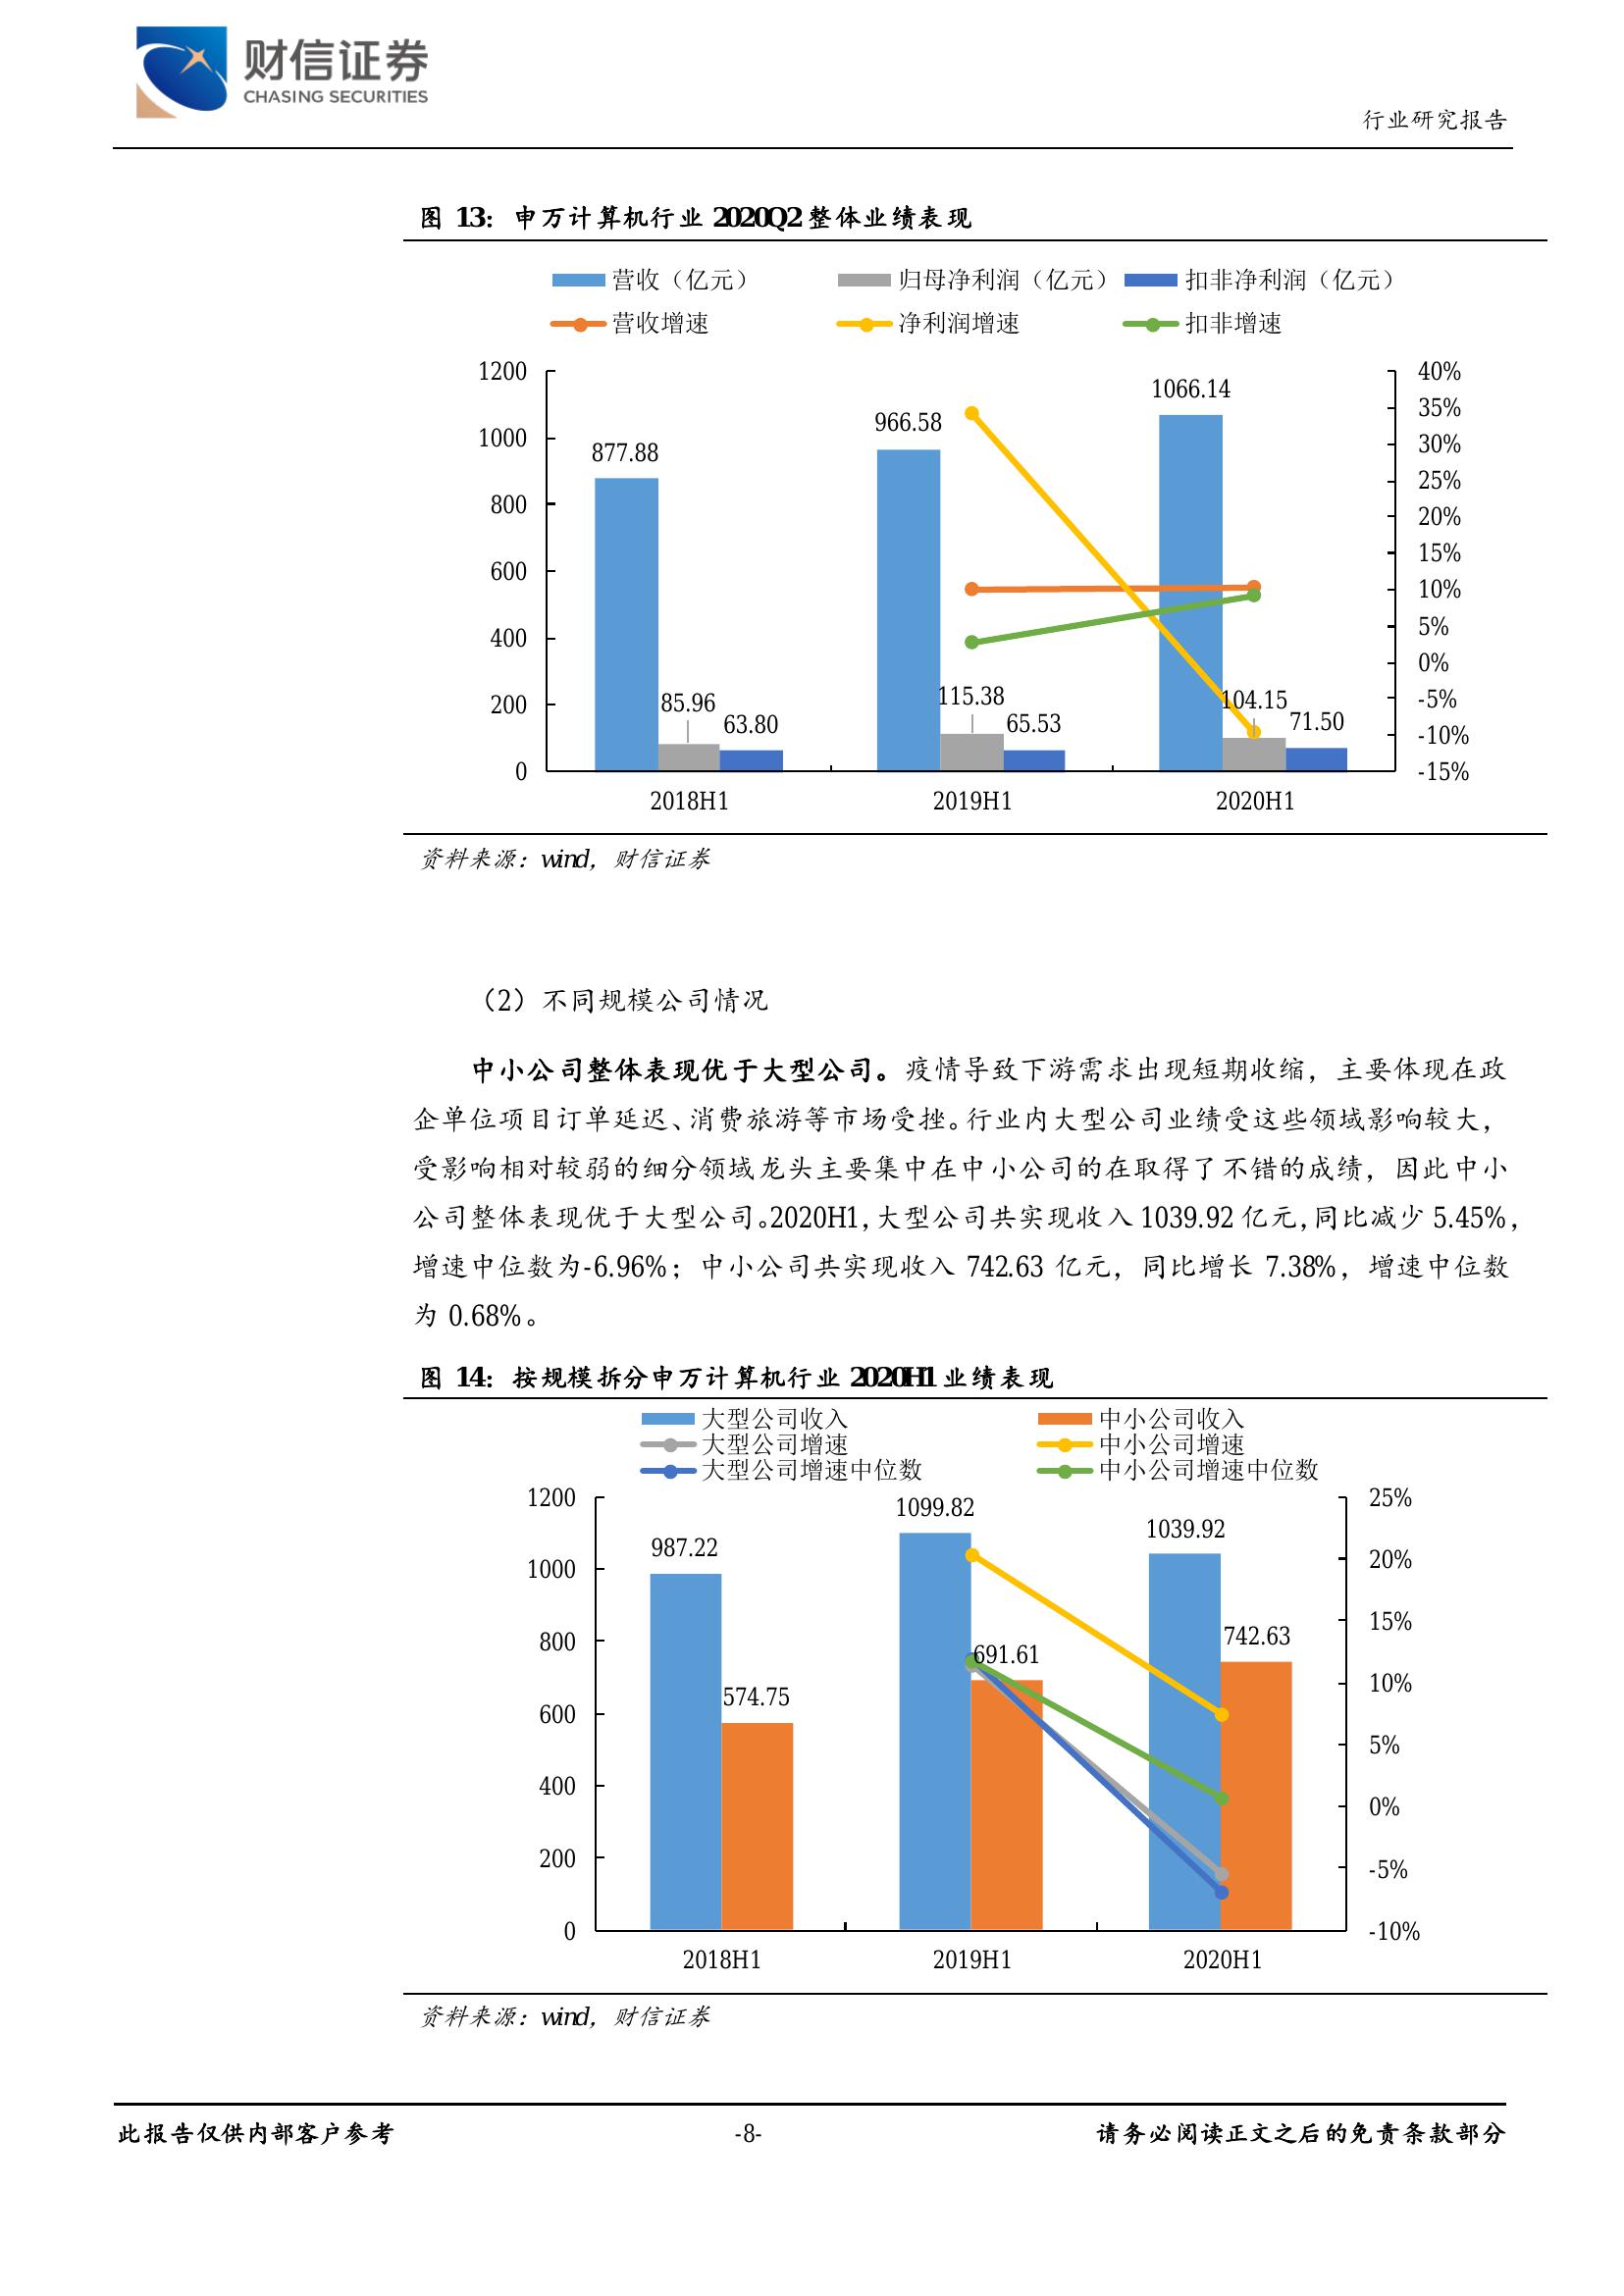 财信证券
CHASING SECURITIES
行业研究报告
图 13：申万计算机行业 2020Q2 整体业绩表现
营收（亿元） 归母净利润（亿元） 扣非净利润（亿元）
营收增速 净利润增速 扣非增速
1200 40%
1066.14
35%
966.58
1000 30%
877.88
25%
800 20%
15%
600 10%
5%
400 0%
115.38
200 85.96 104.15 -5%
63.80 65.53 71.50
-10%
0 -15%
2018H1 2019H1 2020H1
资料来源：wind，财信证券
（2）不同规模公司情况
中小公司整体表现优于大型公司。疫情导致下游需求出现短期收缩，主要体现在政
企单位项目订单延迟、消费旅游等市场受挫。行业内大型公司业绩受这些领域影响较大，
受影响相对较弱的细分领域龙头主要集中在中小公司的在取得了不错的成绩，因此中小
公司整体表现优于大型公司。2020H1，大型公司共实现收入 1039.92 亿元，同比减少 5.45%，
增速中位数为-6.96%；中小公司共实现收入 742.63 亿元，同比增长 7.38%，增速中位数
为 0.68%。
图 14：按规模拆分申万计算机行业 2020H1 业绩表现
大型公司收入 中小公司收入
大型公司增速 中小公司增速
大型公司增速中位数 中小公司增速中位数
1200 25%
1099.82
1039.92
987.22
1000 20%
800 742.63 15%
691.61
574.75 10%
600
5%
400
0%
200 -5%
0 -10%
2018H1 2019H1 2020H1
资料来源：wind，财信证券
此报告仅供内部客户参考 -8- 请务必阅读正文之后的免责条款部分